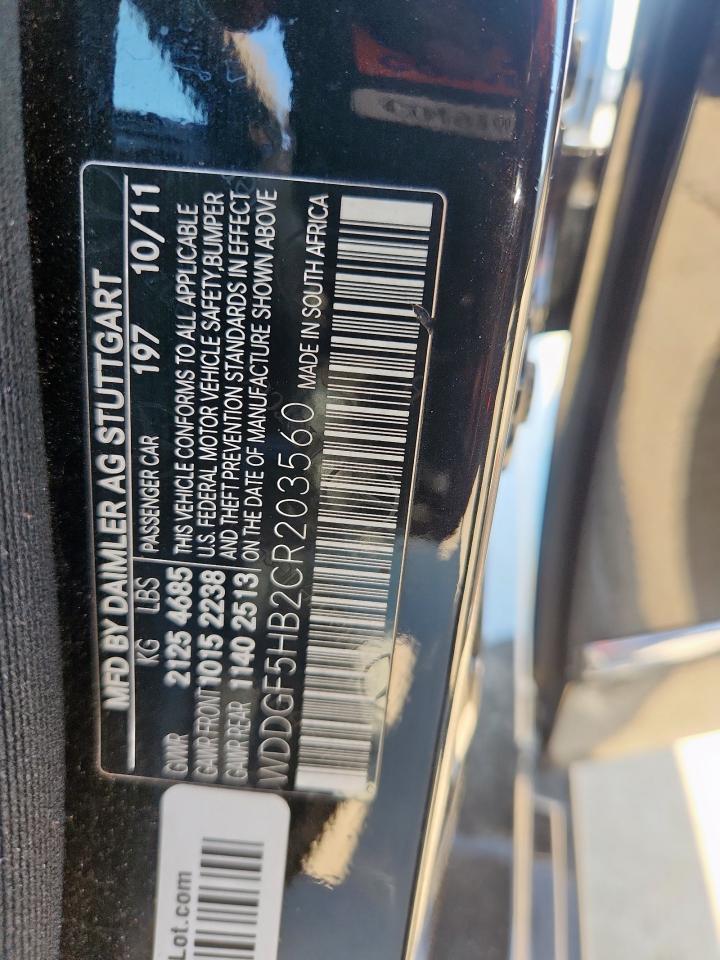 MFD BY DAIMLER AG STUTTGART
KG LBS PASSENGER CAR 197 10/11
GVWR 2125 4685 THIS VEHICLE CONFORMS TO ALL APPLICABLE
GAWR FRONT 1015 2238 U.S. FEDERAL MOTOR VEHICLE SAFETY, BUMPER
GAWR REAR 1140 2513 AND THEFT PREVENTION STANDARDS IN EFFECT
ON THE DATE OF MANUFACTURE SHOWN ABOVE
WDDGF5HB2CR203560 MADE IN SOUTH AFRICA
Lot.com